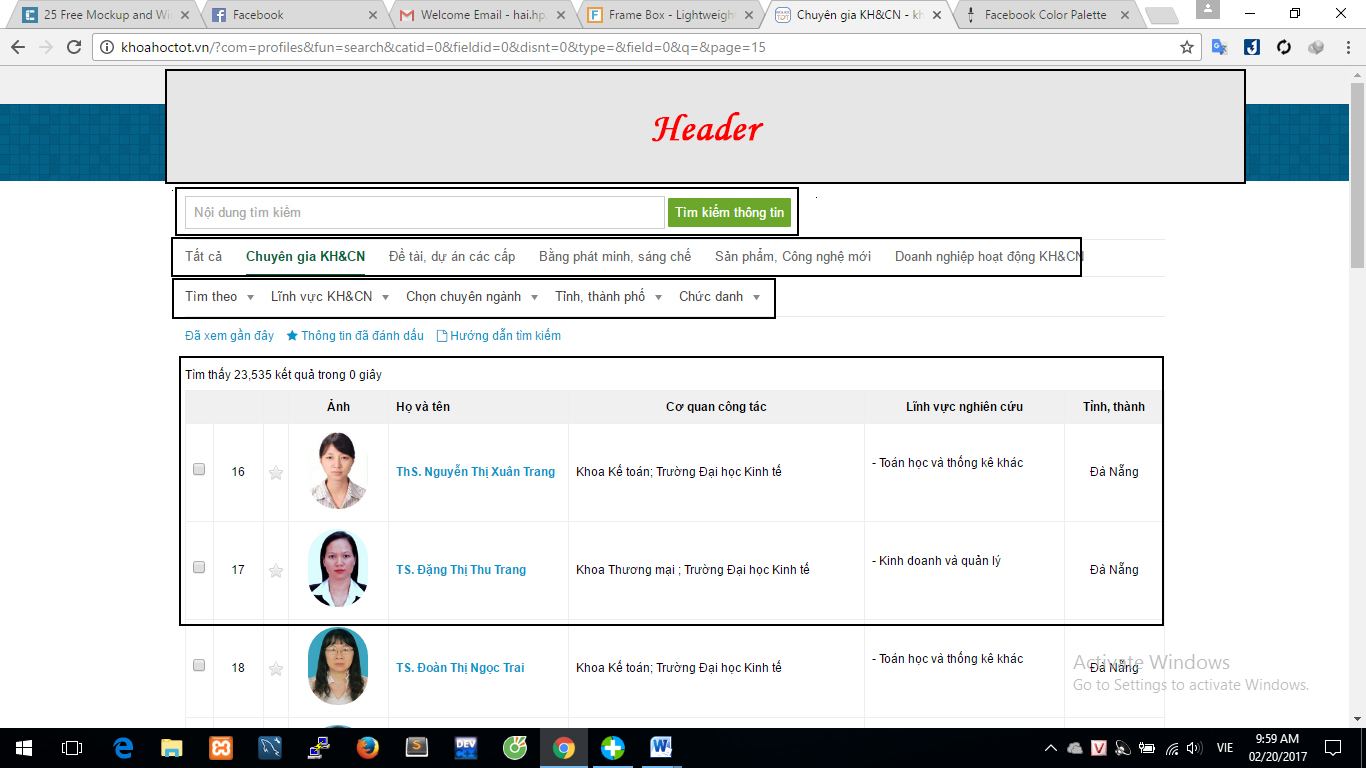 25 Free Mockup and Wir
Facebook
Welcome Email - hai.hp.
Frame Box - Lightweight
Chuyên gia KH&CN - kh
Facebook Color Palette
khoahoctot.vn/?com=profiles&fun=search&catid=0&fieldid=0&disnt=0&type=&field=0&q=&page=15
Header
Nội dung tìm kiếm
Tìm kiếm thông tin
Tất cả Chuyên gia KH&CN Đề tài, dự án các cấp Bằng phát minh, sáng chế Sản phẩm, Công nghệ mới Doanh nghiệp hoạt động KH&CN
Tìm theo Lĩnh vực KH&CN Chọn chuyên ngành Tỉnh, thành phố Chức danh
Đã xem gần đây Thông tin đã đánh dấu Hướng dẫn tìm kiếm
Tìm thấy 23,535 kết quả trong 0 giây
Ảnh Họ và tên Cơ quan công tác Lĩnh vực nghiên cứu Tỉnh, thành
16 ThS. Nguyễn Thị Xuân Trang Khoa Kế toán; Trường Đại học Kinh tế - Toán học và thống kê khác Đà Nẵng
17 TS. Đặng Thị Thu Trang Khoa Thương mại ; Trường Đại học Kinh tế - Kinh doanh và quản lý Đà Nẵng
18 TS. Đoàn Thị Ngọc Trai Khoa Kế toán; Trường Đại học Kinh tế - Toán học và thống kê khác Đà Nẵng
Activate Windows
Go to Settings to activate Windows.
VIE
9:59 AM
02/20/2017